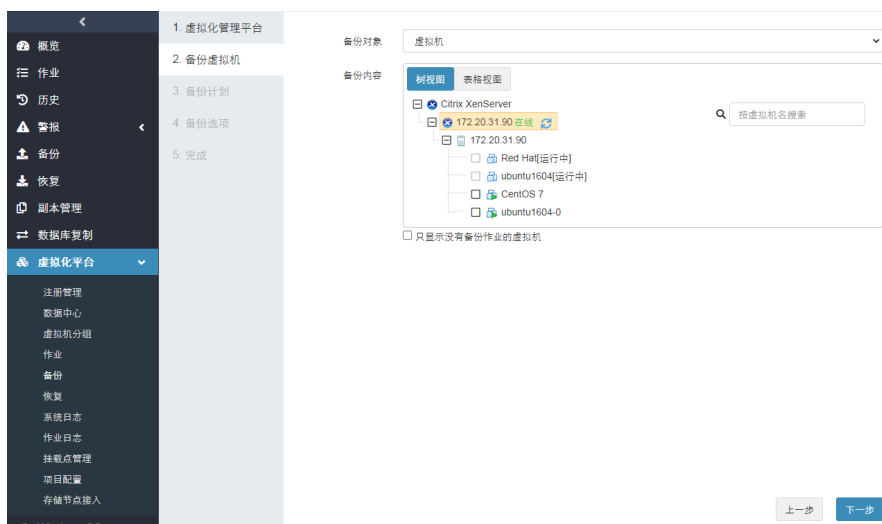 概览
作业
历史
警报
备份
恢复
副本管理
数据库复制
虚拟化平台
注册管理
数据中心
虚拟机分组
作业
备份
恢复
系统日志
作业日志
挂载点管理
项目配置
存储节点接入
1. 虚拟化管理平台
2. 备份虚拟机
3. 备份计划
4. 备份选项
5. 完成
备份对象
虚拟机
备份内容
树视图 表格视图
Citrix XenServer
按虚拟机名搜索
172.20.31.90 在线
172.20.31.90
Red Hat[运行中]
ubuntu1604[运行中]
CentOS 7
ubuntu1604-0
只显示没有备份作业的虚拟机
上一步 下一步